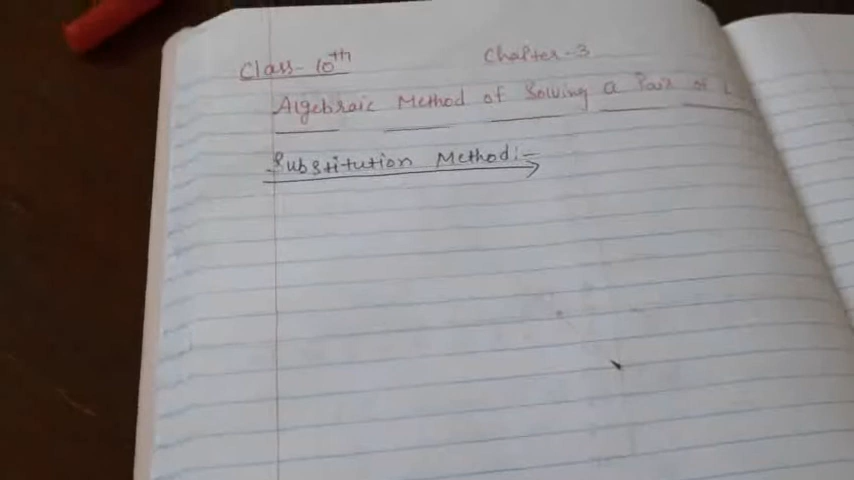 Class- 10th Chapter-3
Algebraic Method of Solving a Pair of L
Substitution Method:-